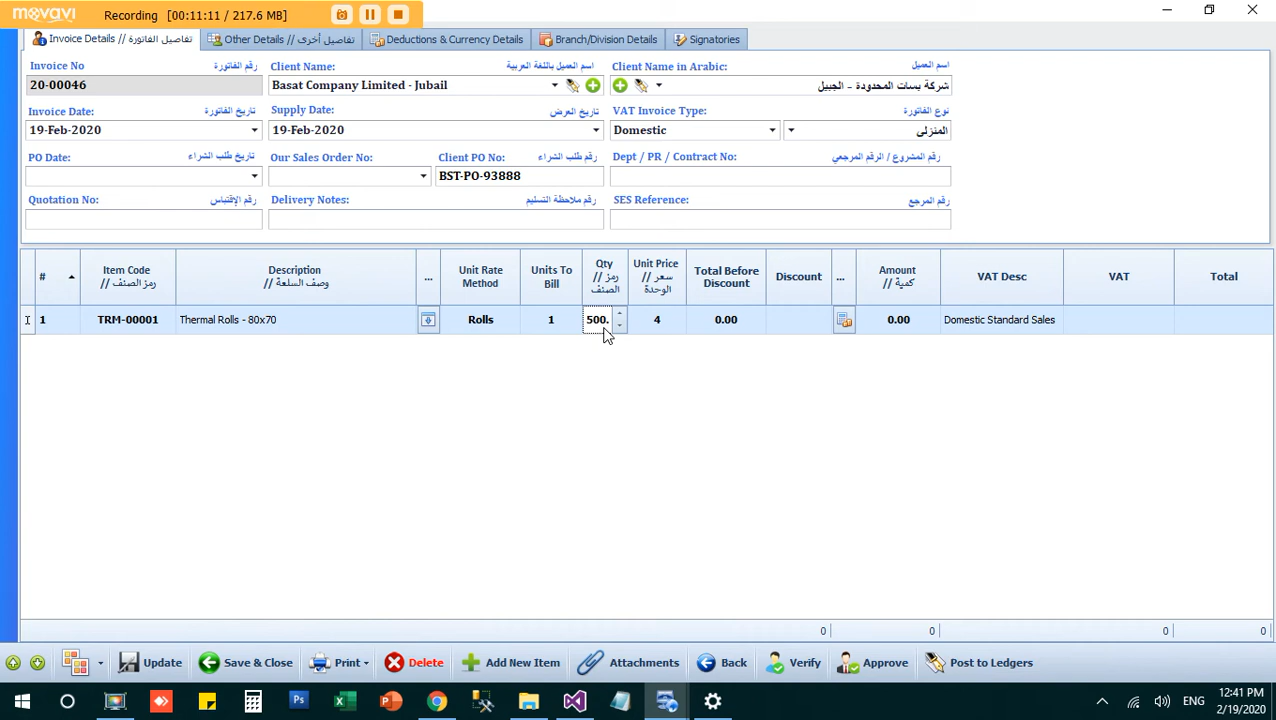 movavi Recording [00:11:11 / 217.6 MB]
Invoice Details // تفاصيل الفاتورة Other Details // تفاصيل أخرى Deductions & Currency Details Branch/Division Details Signatories
Invoice No رقم الفاتورة Client Name: اسم العميل باللغة العربية Client Name in Arabic: اسم العميل
20-00046 Basat Company Limited - Jubail شركة بسات المحدودة - الجبيل
Invoice Date: تاريخ الفاتورة Supply Date: تاريخ العرض VAT Invoice Type: نوع الفاتورة
19-Feb-2020 19-Feb-2020 Domestic المنزلى
PO Date: تاريخ طلب الشراء Our Sales Order No: Client PO No: رقم طلب الشراء Dept / PR / Contract No: رقم المشروع / الرقم المرجعي
BST-PO-93888
Quotation No: رقم الإقتباس Delivery Notes: رقم ملاحظة التسليم SES Reference: رقم المرجع
# Item Code // رمز الصنف Description // وصف السلعة ... Unit Rate Method Units To Bill Qty // رمز الصنف Unit Price // سعر الوحدة Total Before Discount Discount ... Amount // كمية VAT Desc VAT Total
1 TRM-00001 Thermal Rolls - 80x70 Rolls 1 500. 4 0.00 0.00 Domestic Standard Sales
0 0 0 0
Update Save & Close Print Delete Add New Item Attachments Back Verify Approve Post to Ledgers
ENG 12:41 PM
2/19/2020